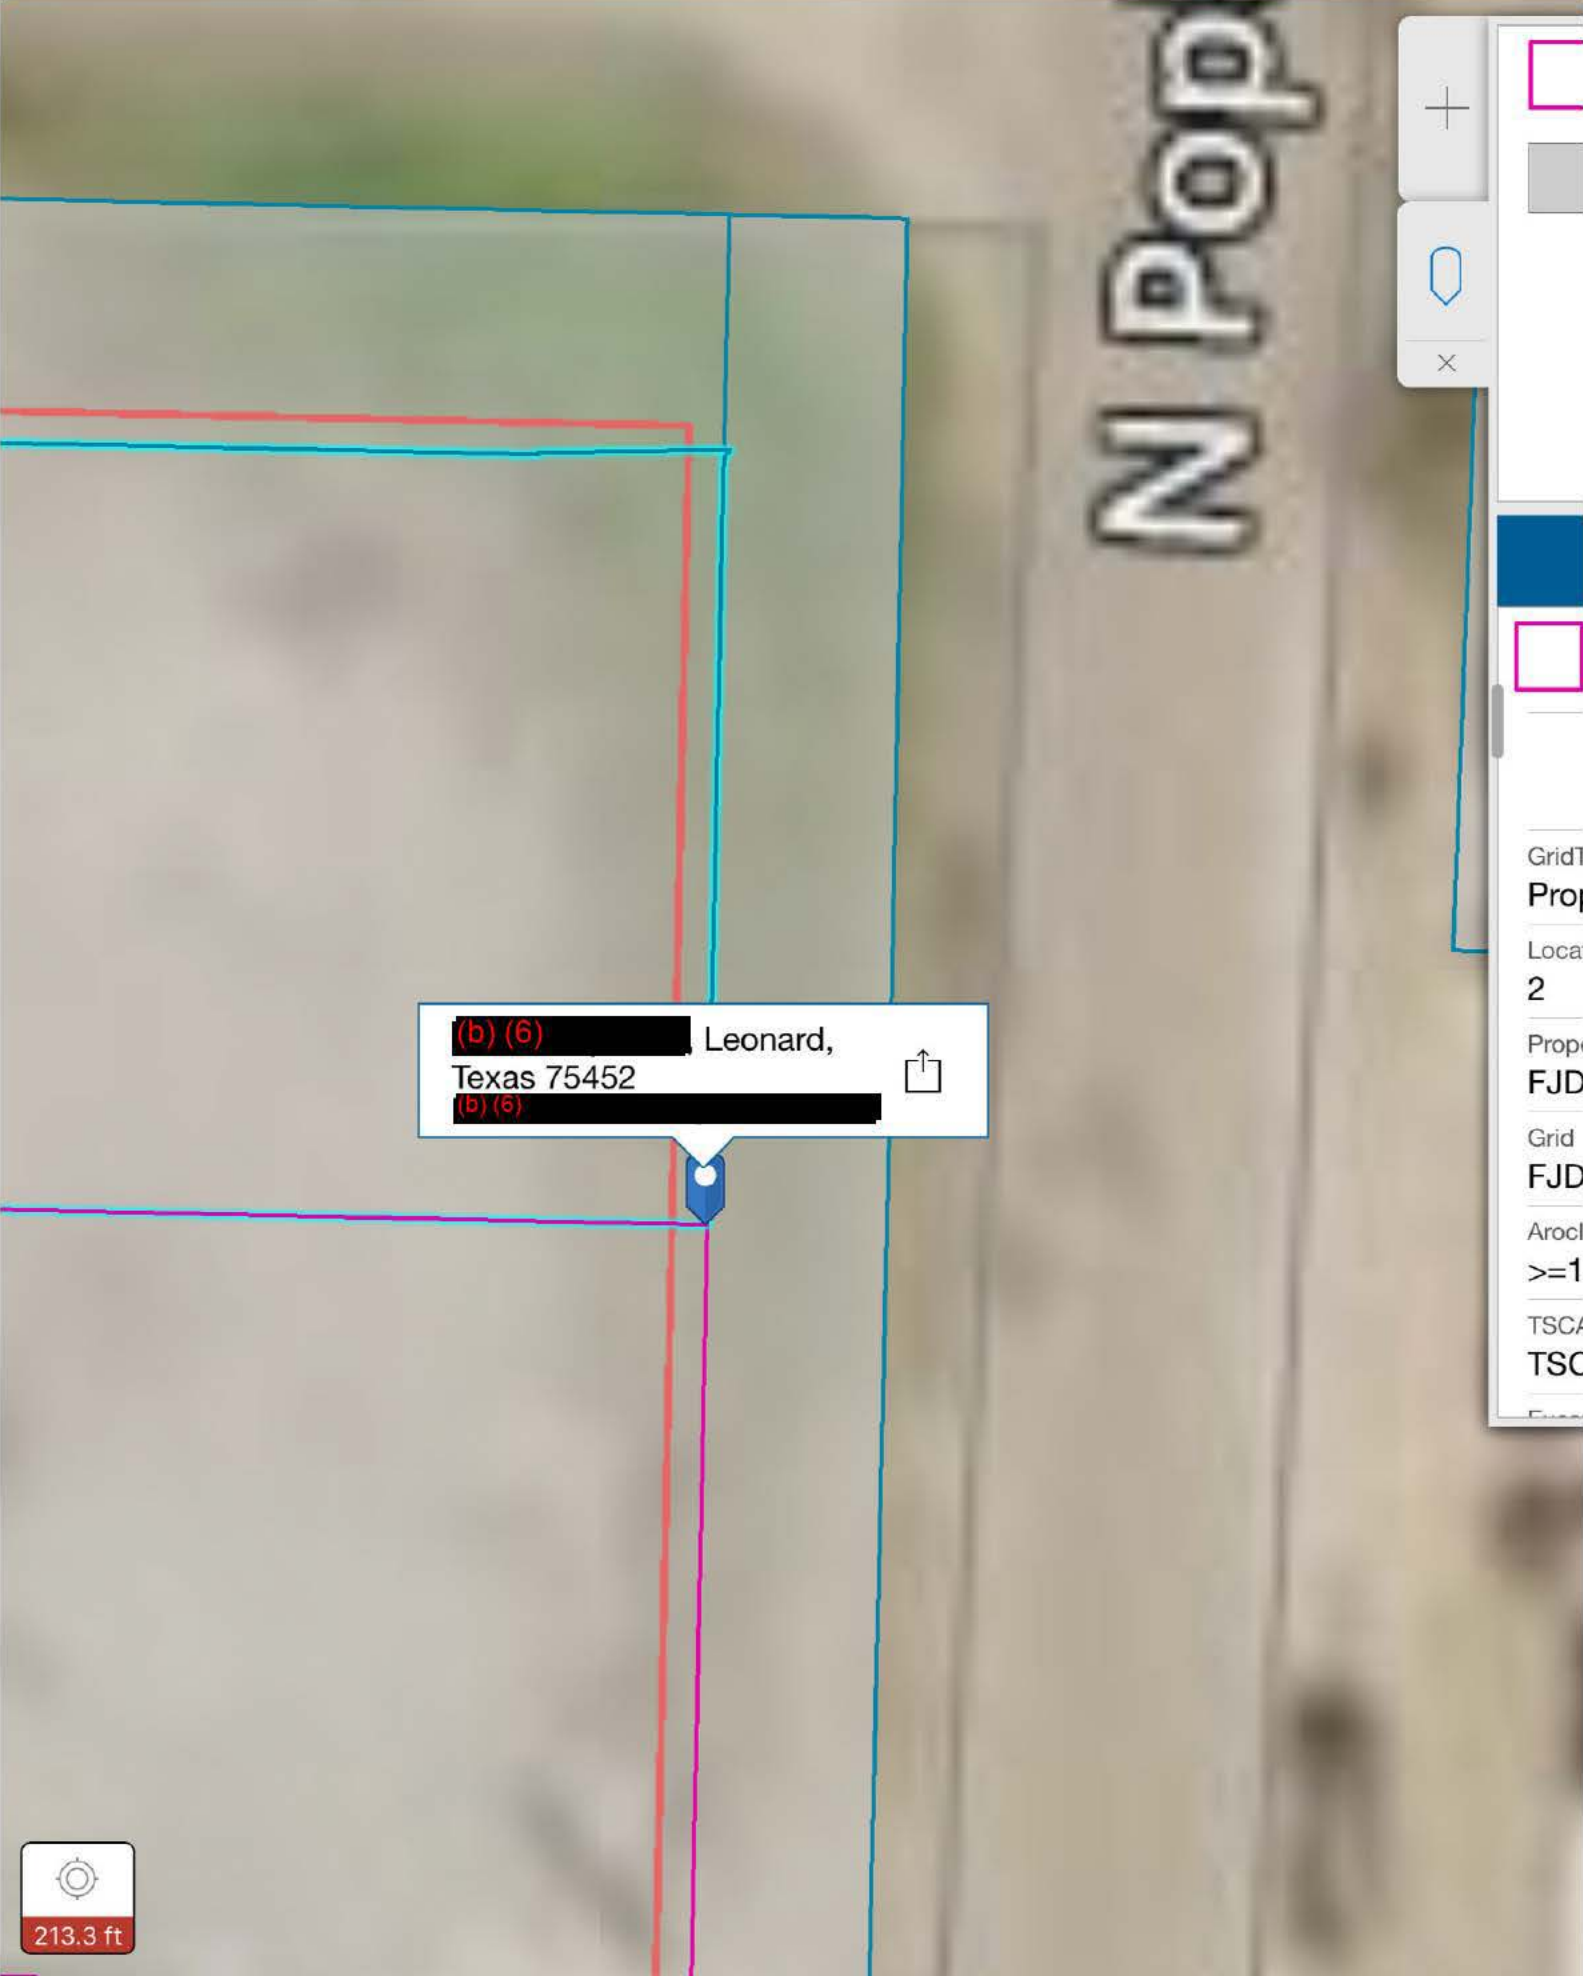 N Pop
(b) (6) , Leonard,
Texas 75452
(b) (6)
213.3 ft
Grid
Prop
Loca
2
Prope
FJD
Grid
FJD
Arocl
>=1
TSCA
TSC